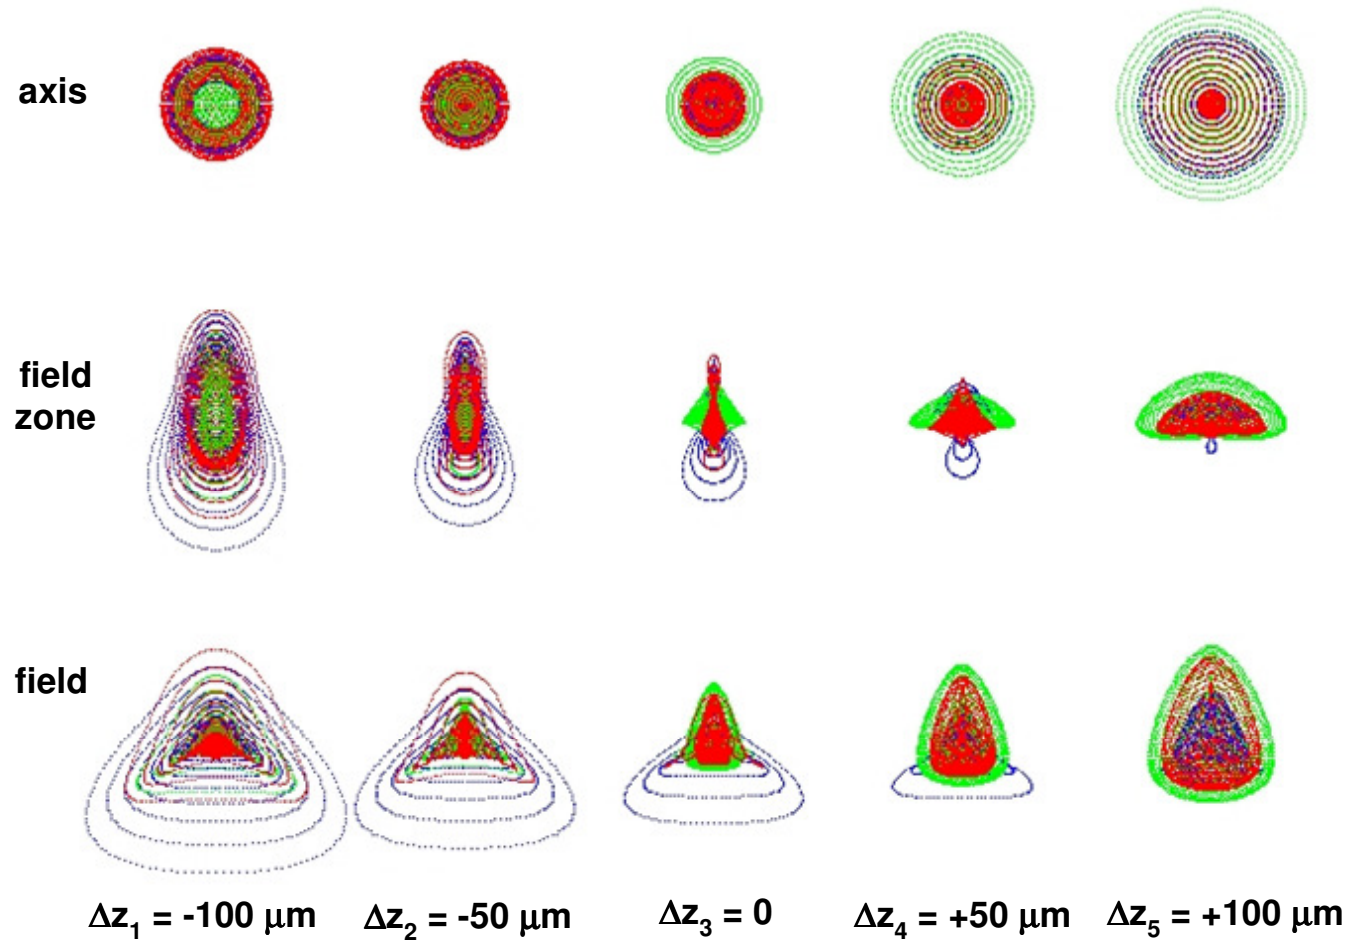 axis
field
zone
field
Δz₁ = -100 μm Δz₂ = -50 μm Δz₃ = 0 Δz₄ = +50 μm Δz₅ = +100 μm